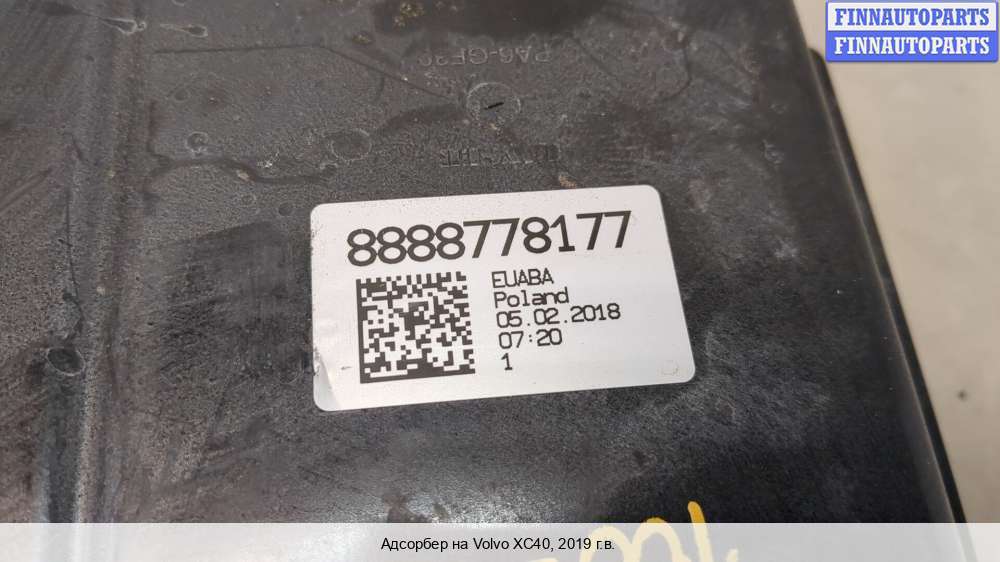 FINNAUTOPARTS
FINNAUTOPARTS
8888778177
EUABA
Poland
05.02.2018
07:20
1
Адсорбер на Volvo XC40, 2019 г.в.